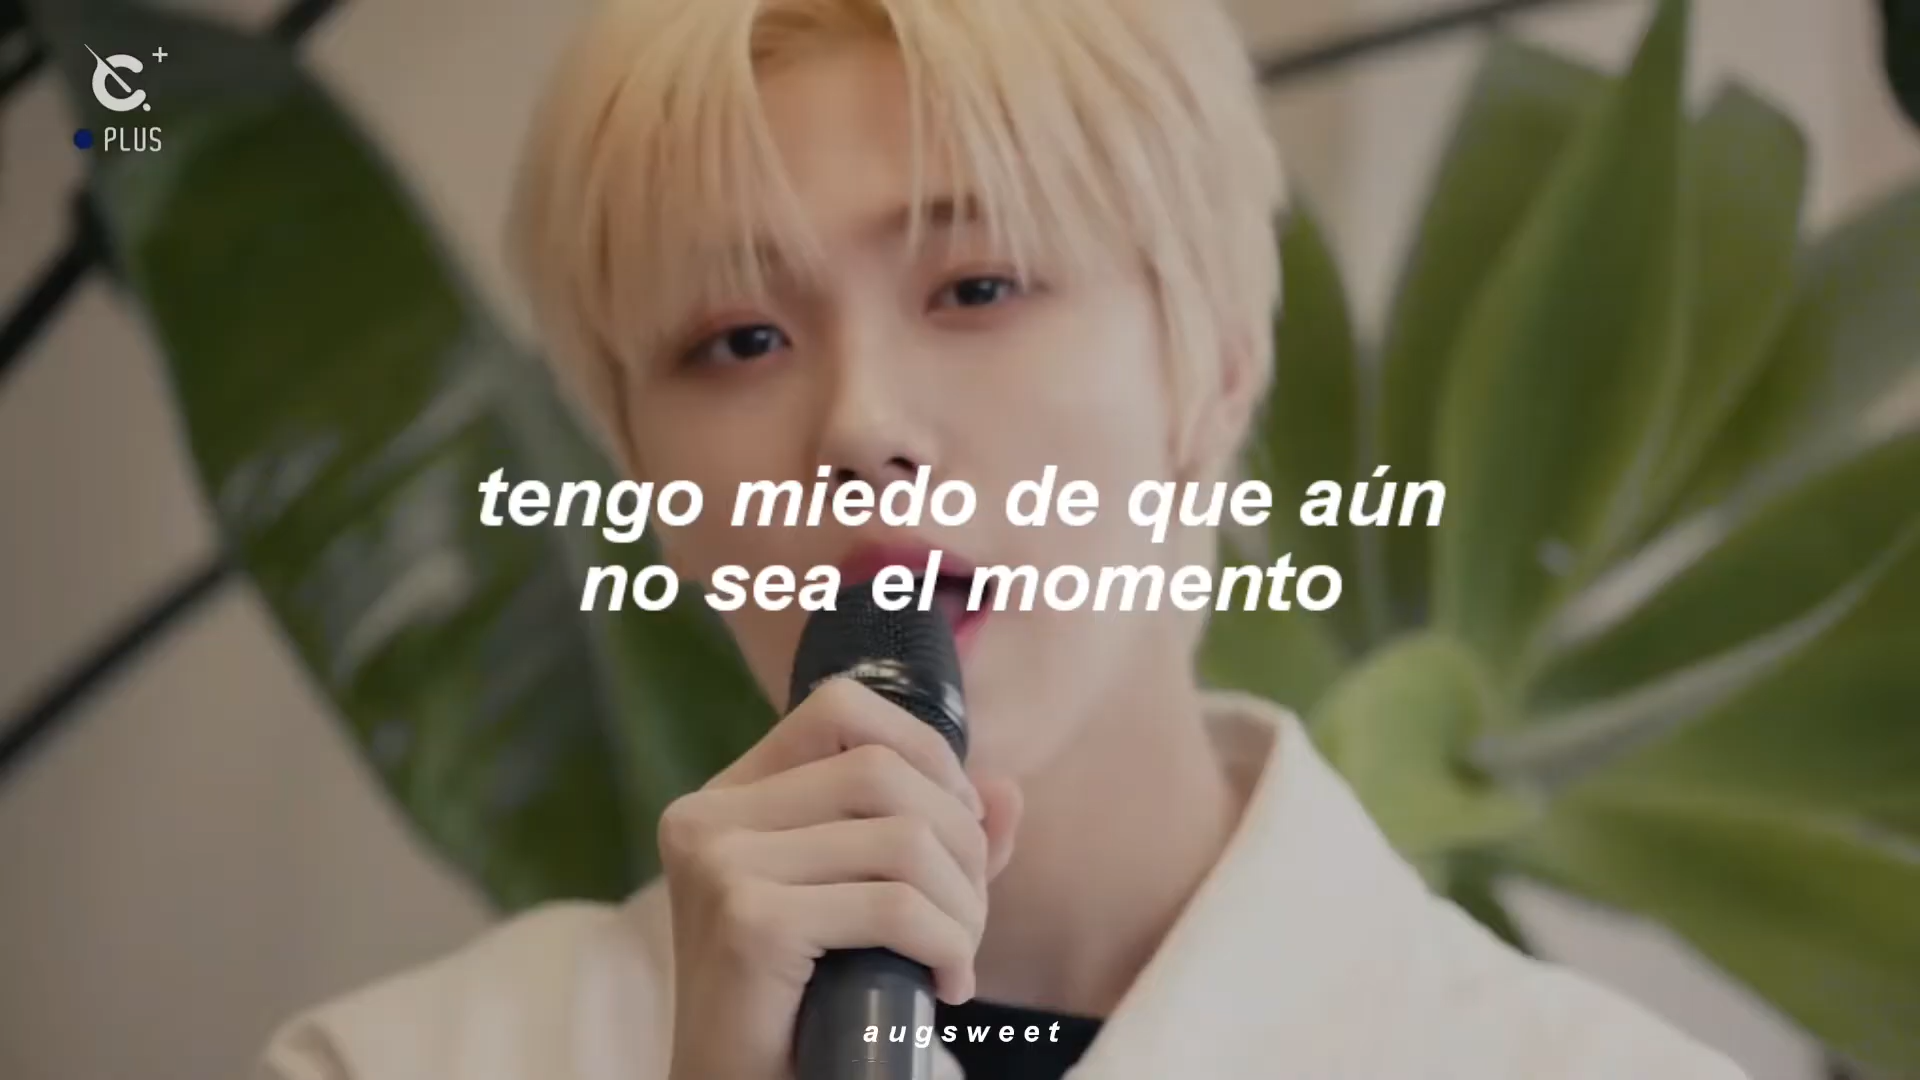 C+
PLUS
tengo miedo de que aún
no sea el momento
augsweet